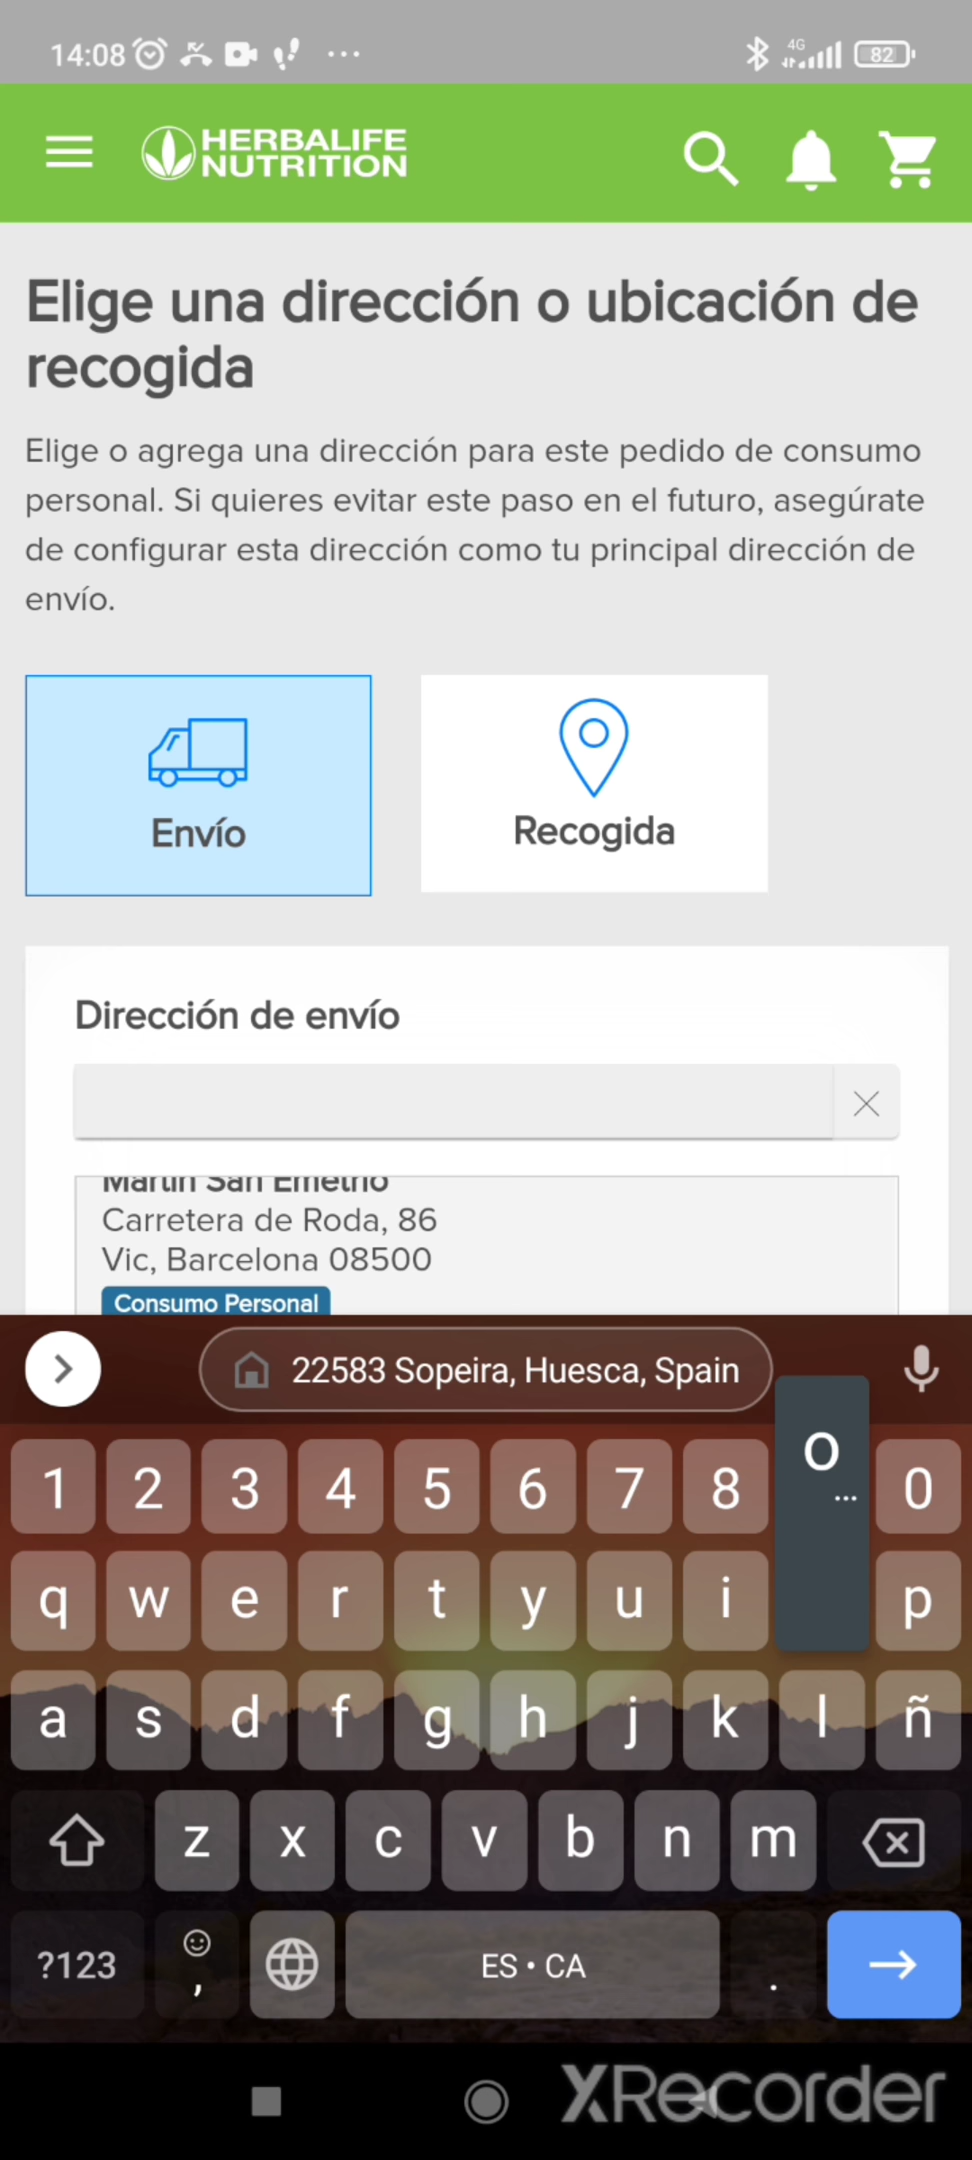 14:08 ... 4G 82
HERBALIFE
NUTRITION
Elige una dirección o ubicación de
recogida
Elige o agrega una dirección para este pedido de consumo
personal. Si quieres evitar este paso en el futuro, asegúrate
de configurar esta dirección como tu principal dirección de
envío.
Envío
Recogida
Dirección de envío
Martin San Emetrio
Carretera de Roda, 86
Vic, Barcelona 08500
Consumo Personal
22583 Sopeira, Huesca, Spain
o
...
1 2 3 4 5 6 7 8 0
q w e r t y u i p
a s d f g h j k l ñ
z x c v b n m
?123 , ES • CA .
XRecorder